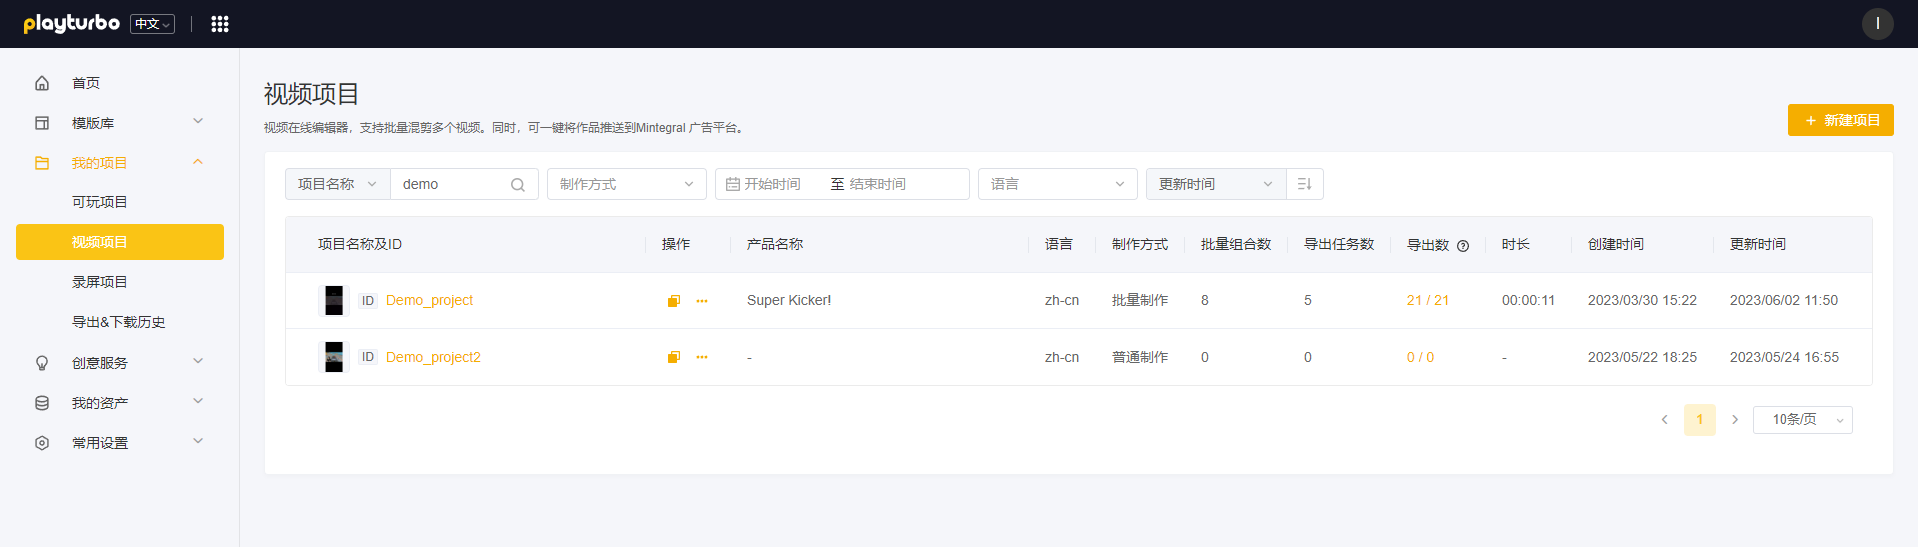 playturbo 中文
I
首页
模版库
我的项目
可玩项目
视频项目
录屏项目
导出&下载历史
创意服务
我的资产
常用设置
视频项目
视频在线编辑器，支持批量混剪多个视频。同时，可一键将作品推送到Mintegral 广告平台。
+ 新建项目
项目名称 demo 制作方式 开始时间 至 结束时间 语言 更新时间
项目名称及ID 操作 产品名称 语言 制作方式 批量组合数 导出任务数 导出数 时长 创建时间 更新时间
ID Demo_project Super Kicker! zh-cn 批量制作 8 5 21 / 21 00:00:11 2023/03/30 15:22 2023/06/02 11:50
ID Demo_project2 - zh-cn 普通制作 0 0 0 / 0 - 2023/05/22 18:25 2023/05/24 16:55
1 10条/页